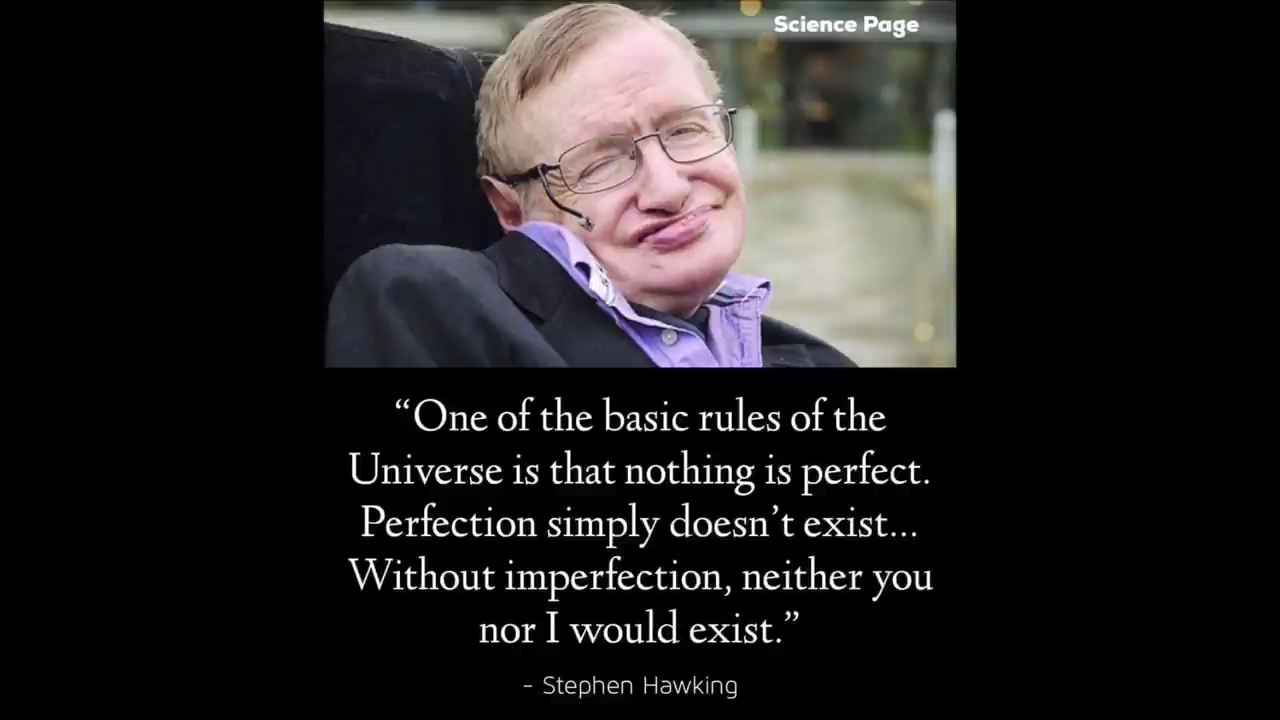 Science Page
“One of the basic rules of the
Universe is that nothing is perfect.
Perfection simply doesn’t exist...
Without imperfection, neither you
nor I would exist.”
- Stephen Hawking